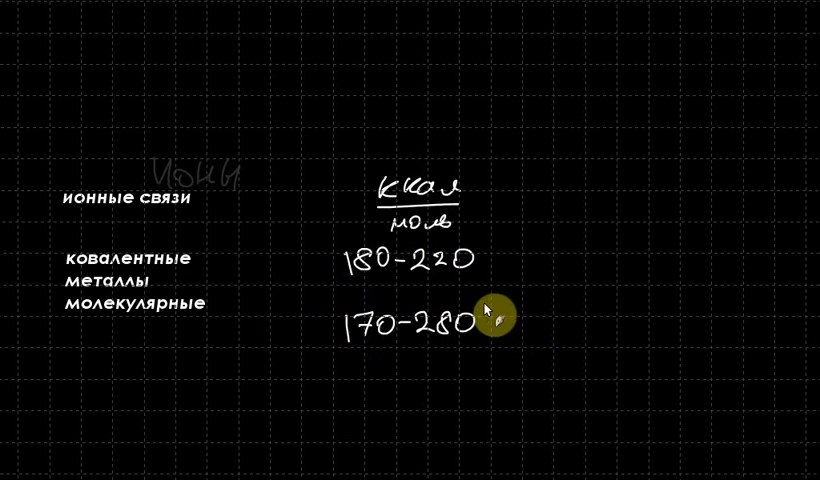 Ионы
ионные связи
ккал
моль
ковалентные
180-220
металлы
молекулярные
170-280